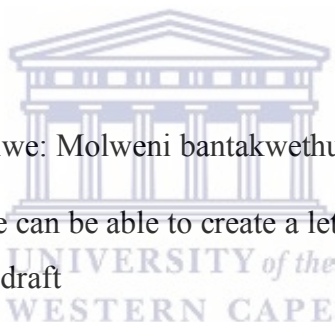 we: Molweni bantakwethu
e can be able to create a let
UNIVERSITY of the
draft
WESTERN CAPE